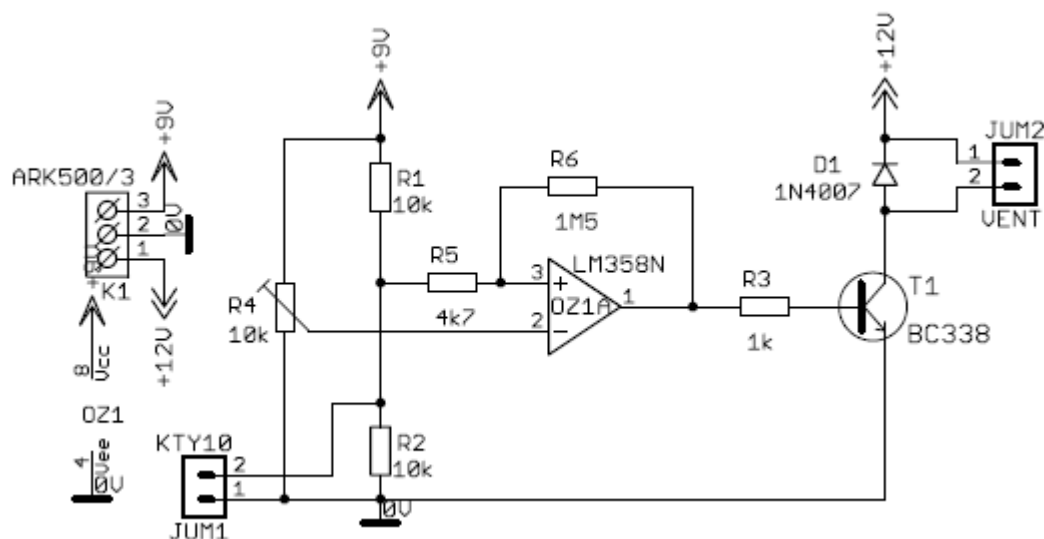 +9V
+12V
+9V
ARK500/3
3
2
1
0V
+9V
K1
+12V
8
Vcc
OZ1
4
Vee
0V
KTY10
2
1
JUM1
R1
10k
R4
10k
R2
10k
0V
R5
4k7
R6
1M5
LM358N
3
+
OZ1A
2
−
1
R3
1k
D1
1N4007
JUM2
1
2
VENT
T1
BC338